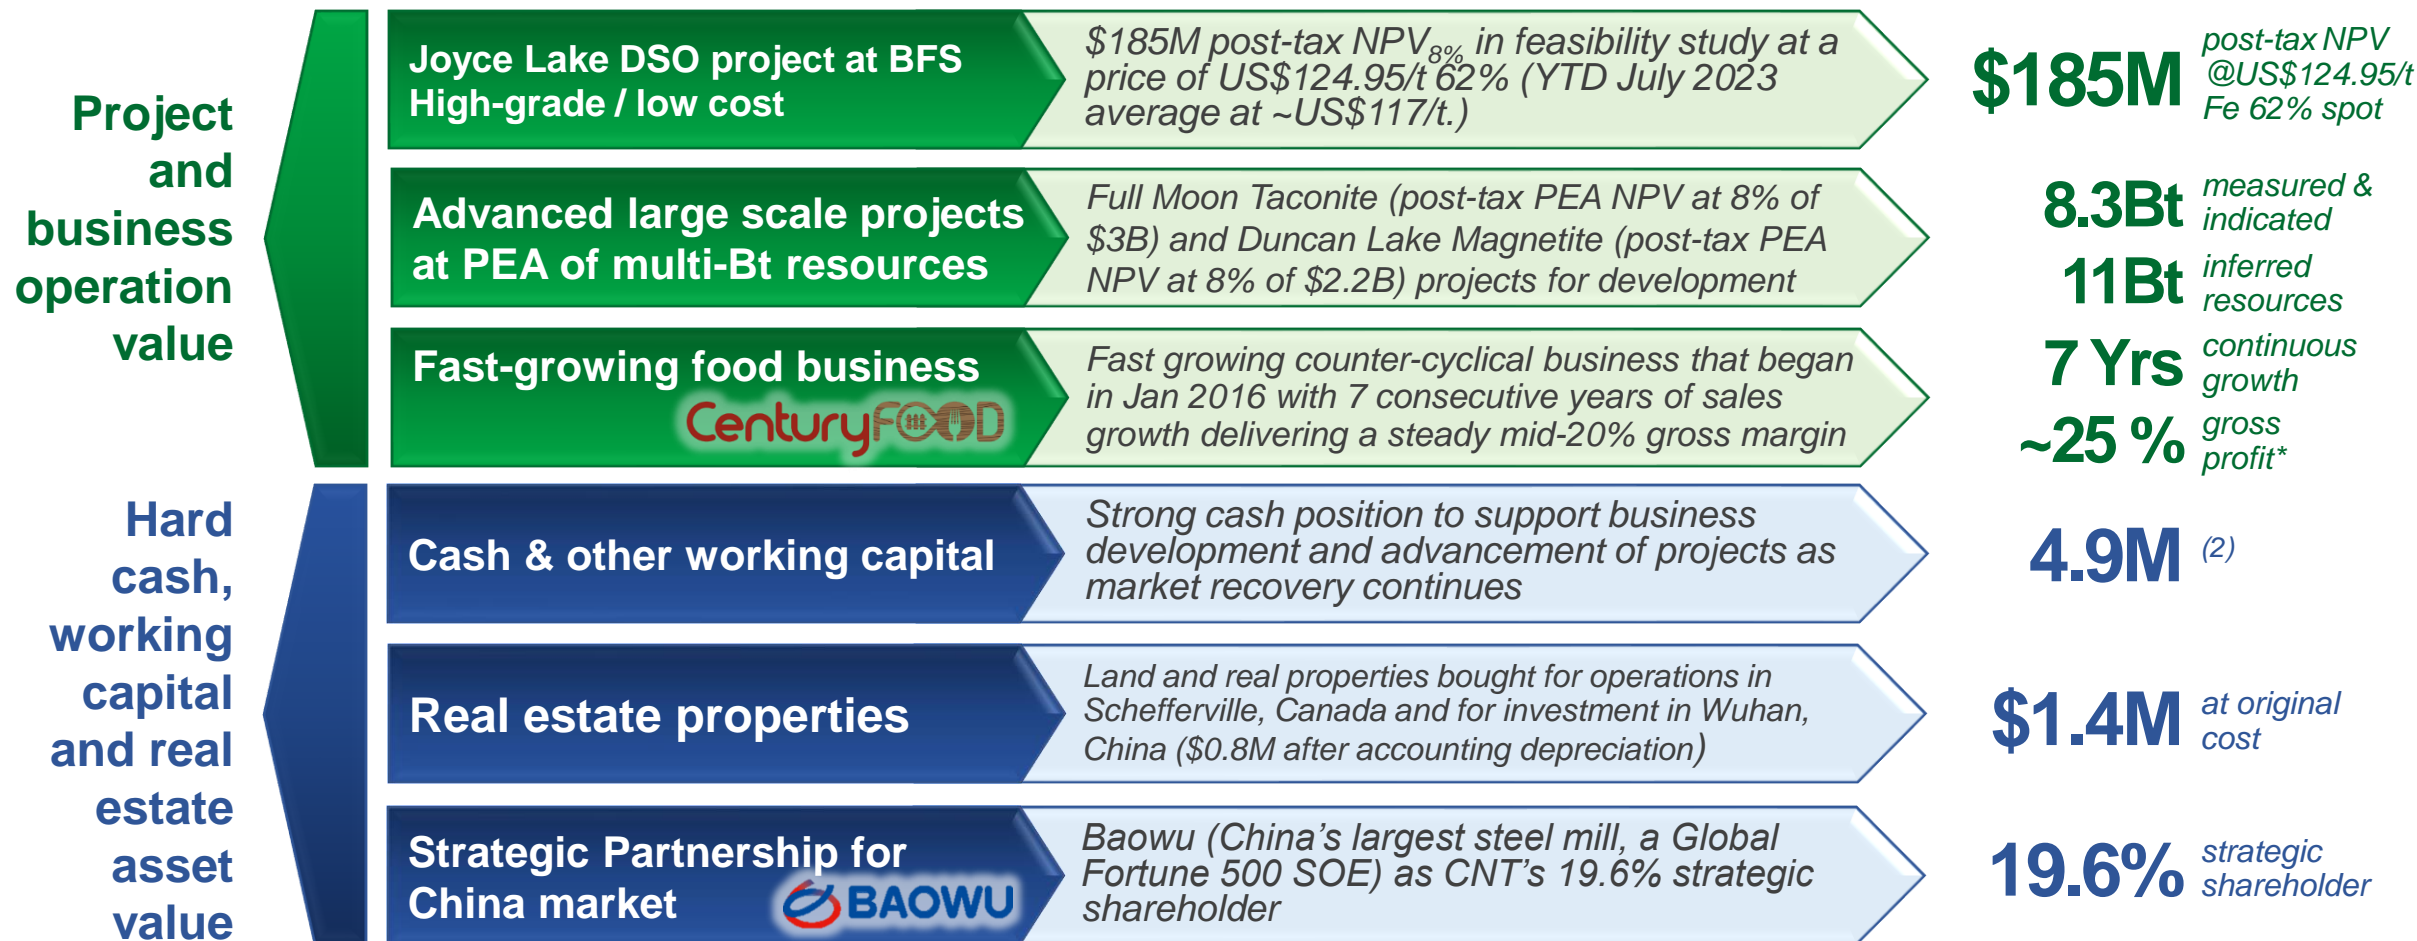 Project
and
business
operation
value
Joyce Lake DSO project at BFS
High-grade / low cost
$185M post-tax NPV8% in feasibility study at a
price of US$124.95/t 62% (YTD July 2023
average at ~US$117/t.)
$185M
post-tax NPV
@US$124.95/t
Fe 62% spot
Advanced large scale projects
at PEA of multi-Bt resources
Full Moon Taconite (post-tax PEA NPV at 8% of
$3B) and Duncan Lake Magnetite (post-tax PEA
NPV at 8% of $2.2B) projects for development
8.3Bt
measured &
indicated
11Bt
inferred
resources
Fast-growing food business
CenturyFOOD
Fast growing counter-cyclical business that began
in Jan 2016 with 7 consecutive years of sales
growth delivering a steady mid-20% gross margin
7 Yrs
continuous
growth
~25 %
gross
profit*
Hard
cash,
working
capital
and real
estate
asset
value
Cash & other working capital
Strong cash position to support business
development and advancement of projects as
market recovery continues
4.9M
(2)
Real estate properties
Land and real properties bought for operations in
Schefferville, Canada and for investment in Wuhan,
China ($0.8M after accounting depreciation)
$1.4M
at original
cost
Strategic Partnership for
China market
BAOWU
Baowu (China’s largest steel mill, a Global
Fortune 500 SOE) as CNT’s 19.6% strategic
shareholder
19.6%
strategic
shareholder